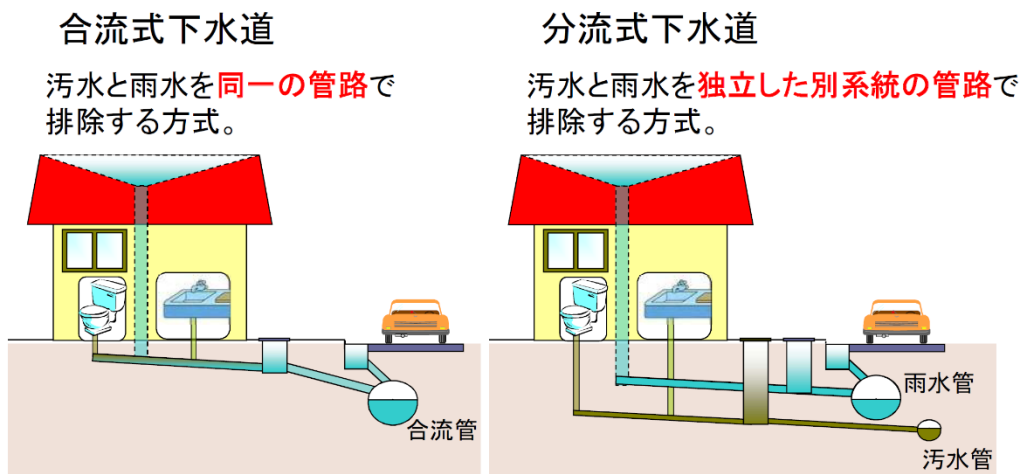 合流式下水道
汚水と雨水を同一の管路で
排除する方式。
合流管
分流式下水道
汚水と雨水を独立した別系統の管路で
排除する方式。
雨水管
汚水管